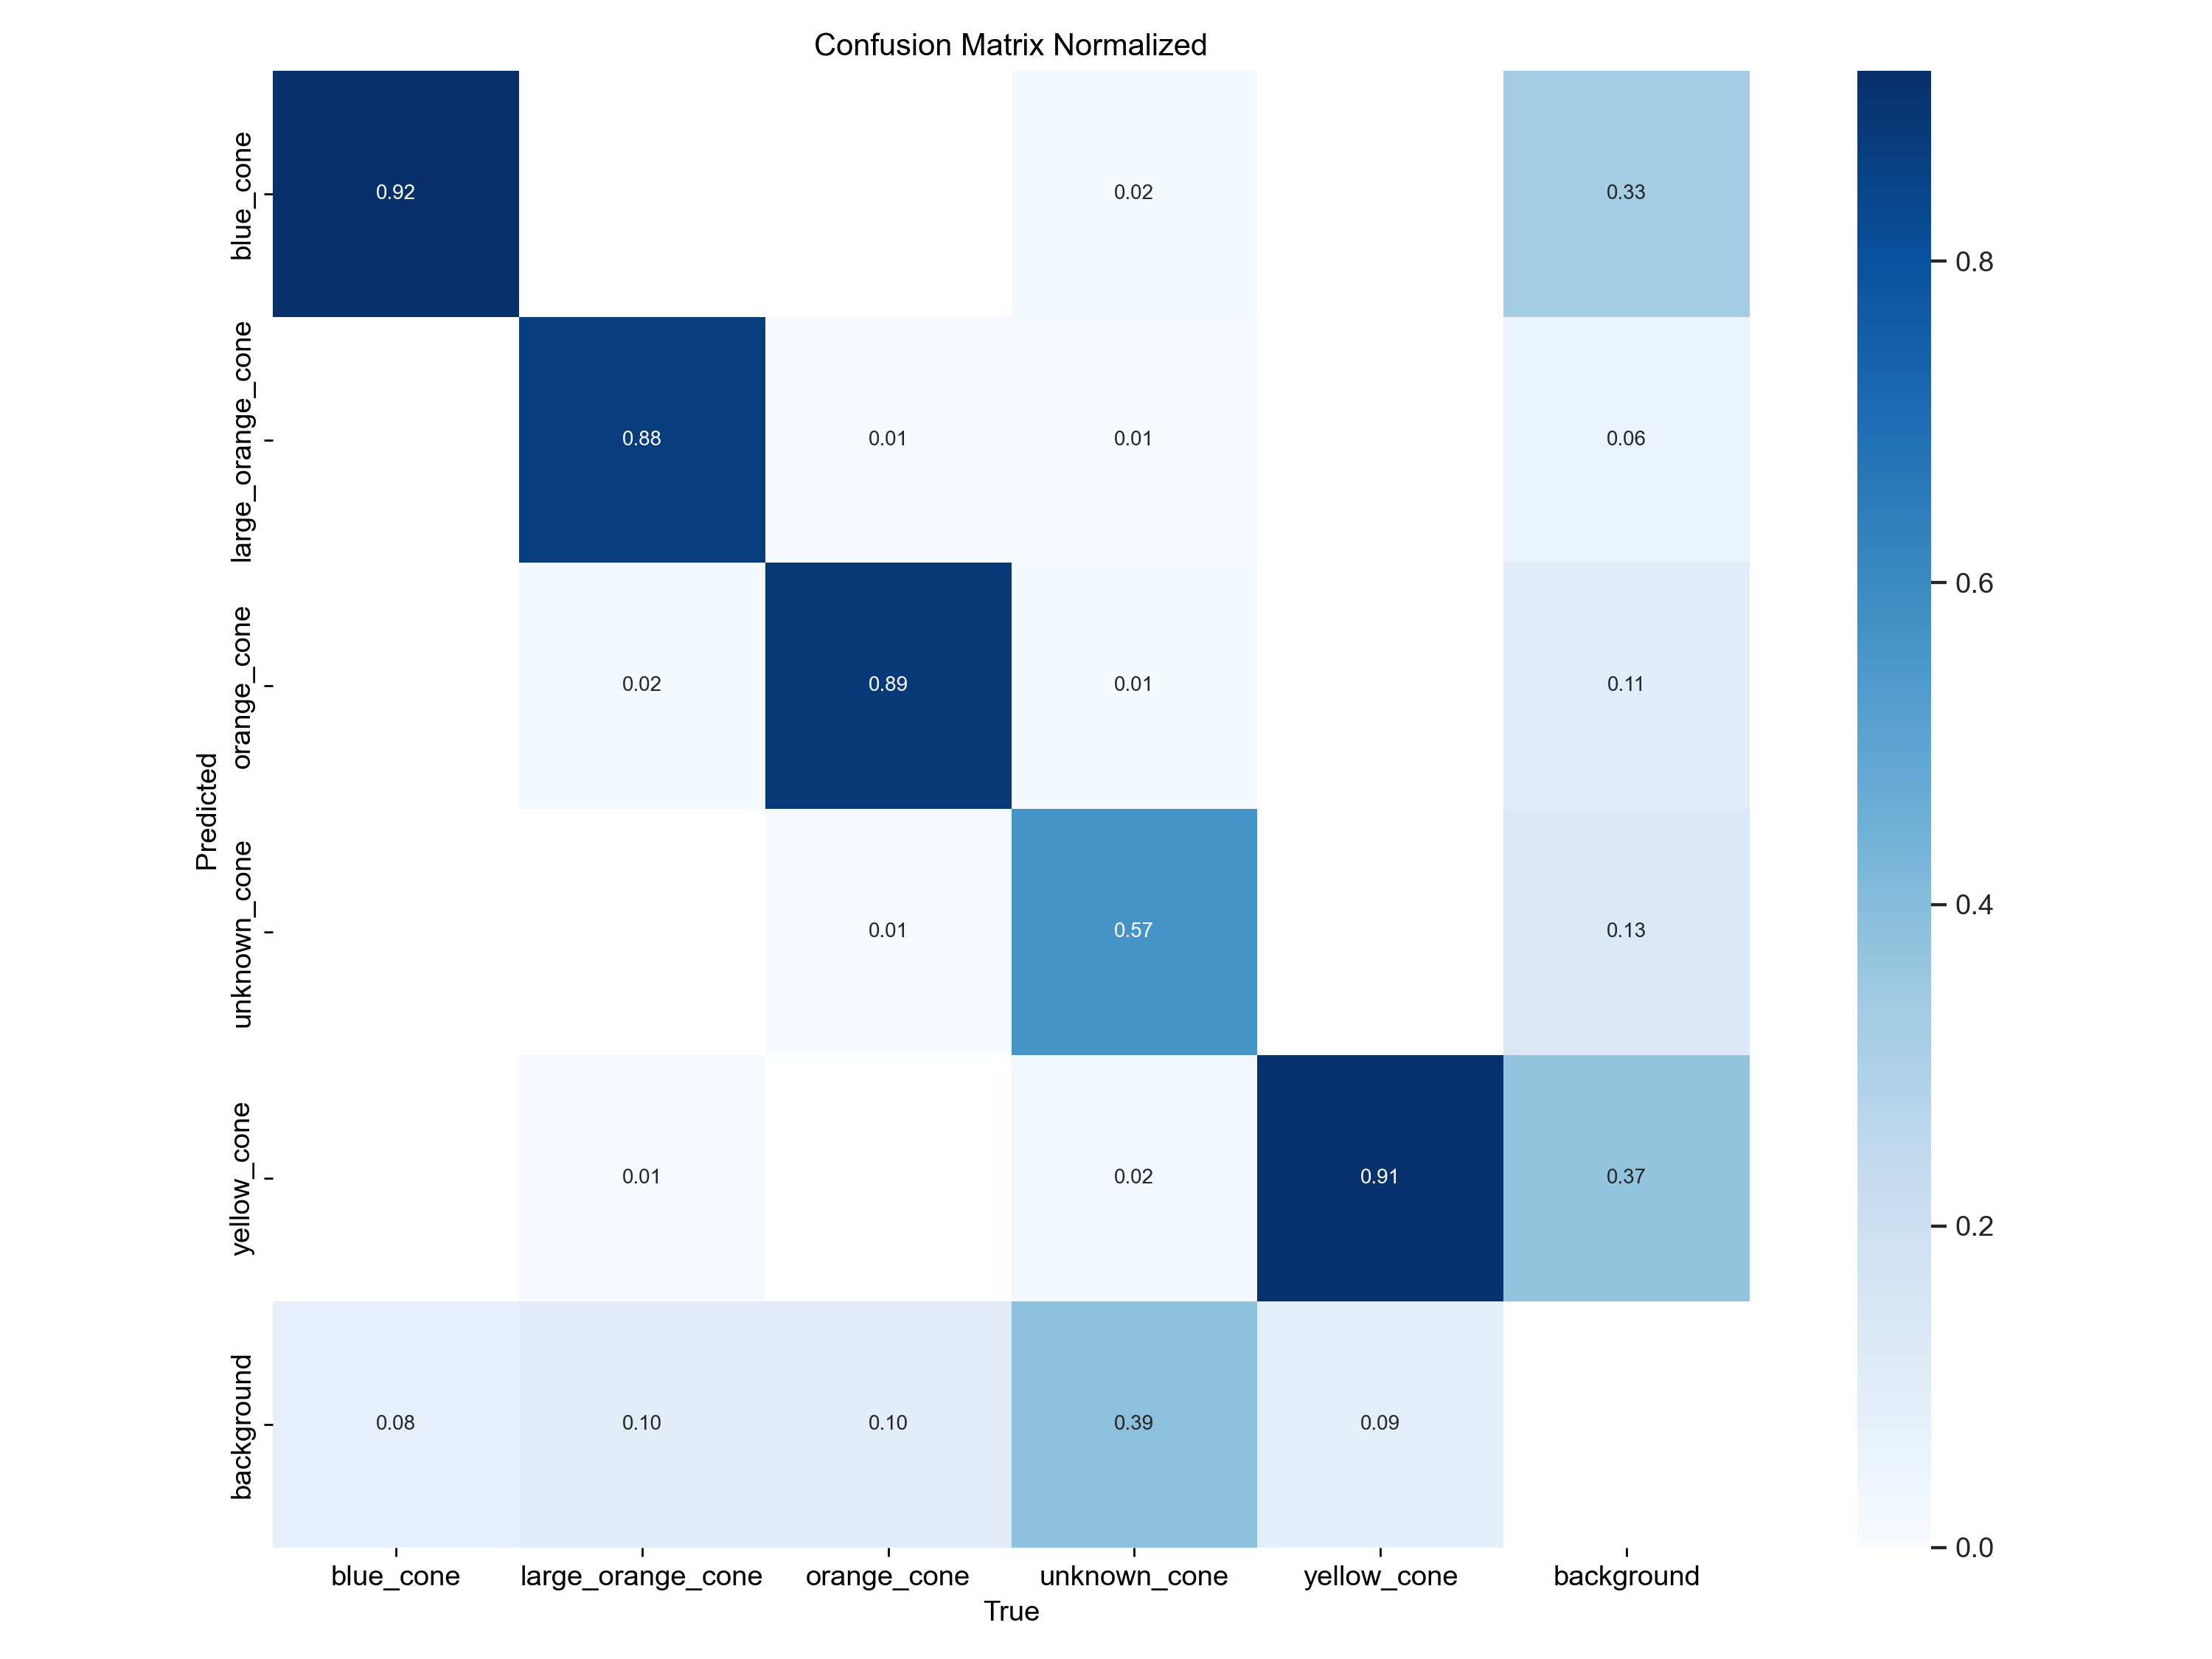 Confusion Matrix Normalized
blue_cone
0.92
0.02
0.33
large_orange_cone
0.88
0.01
0.01
0.06
orange_cone
0.02
0.89
0.01
0.11
unknown_cone
0.01
0.57
0.13
yellow_cone
0.01
0.02
0.91
0.37
background
0.08
0.10
0.10
0.39
0.09
Predicted
blue_cone
large_orange_cone
orange_cone
unknown_cone
yellow_cone
background
True
0.8
0.6
0.4
0.2
0.0